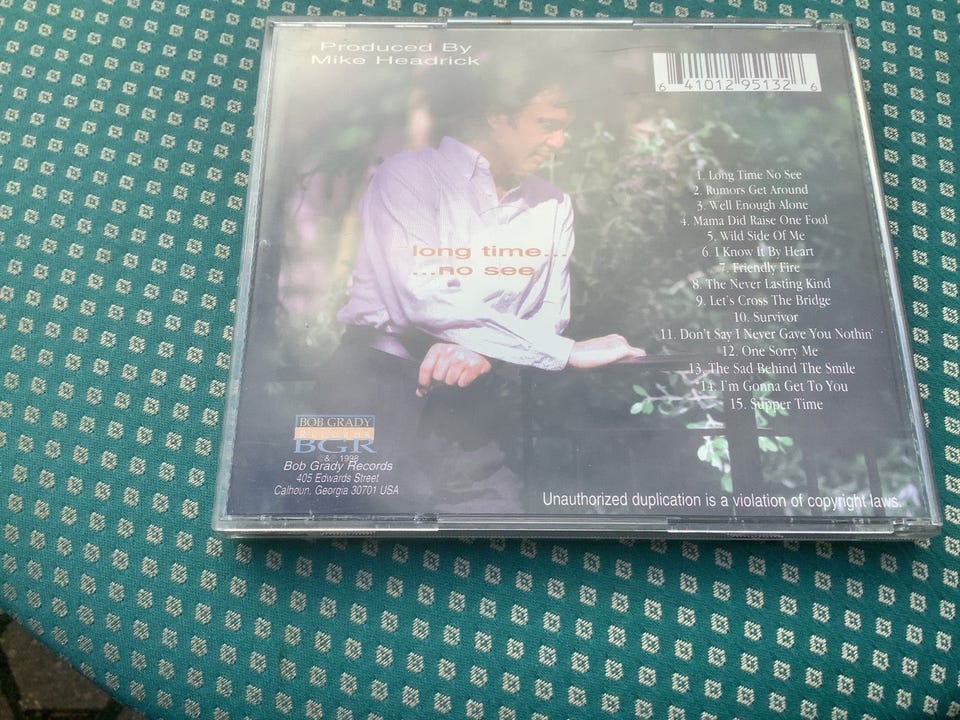 Produced By
Mike Headrick
6 41012 95132 6
1. Long Time No See
2. Rumors Get Around
3. Well Enough Alone
4. Mama Did Raise One Fool
5. Wild Side Of Me
6. I Know It By Heart
7. Friendly Fire
8. The Never Lasting Kind
9. Let's Cross The Bridge
10. Survivor
11. Don't Say I Never Gave You Nothin'
12. One Sorry Me
13. The Sad Behind The Smile
14. I'm Gonna Get To You
15. Supper Time
long time...
...no see
BOB GRADY
Records
BGR
& 1998
Bob Grady Records
405 Edwards Street
Calhoun, Georgia 30701 USA
Unauthorized duplication is a violation of copyright laws.